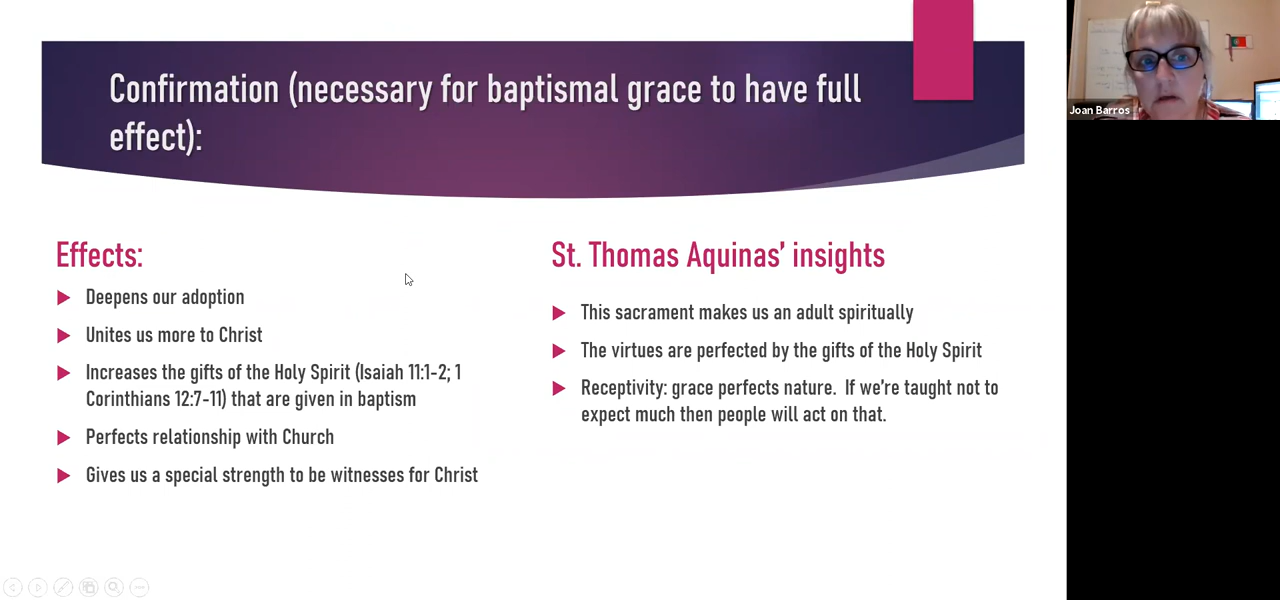 Confirmation (necessary for baptismal grace to have full
effect):
Effects:
Deepens our adoption
Unites us more to Christ
Increases the gifts of the Holy Spirit (Isaiah 11:1-2; 1
Corinthians 12:7-11) that are given in baptism
Perfects relationship with Church
Gives us a special strength to be witnesses for Christ
St. Thomas Aquinas' insights
This sacrament makes us an adult spiritually
The virtues are perfected by the gifts of the Holy Spirit
Receptivity: grace perfects nature. If we're taught not to
expect much then people will act on that.
Joan Barros